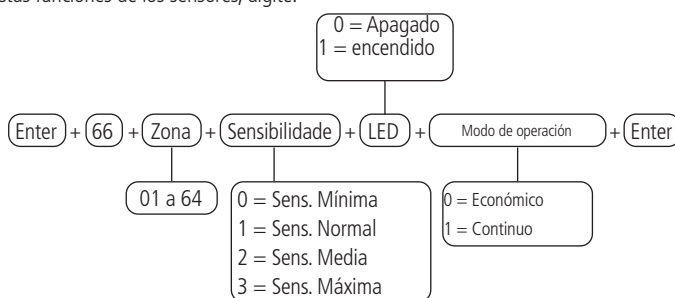 funciones de los sensores, digite:
0 = Apagado
1 = encendido
Enter + 66 + Zona + Sensibilidade + LED + Modo de operación + Enter
01 a 64
0 = Sens. Mínima
1 = Sens. Normal
2 = Sens. Media
3 = Sens. Máxima
0 = Económico
1 = Continuo